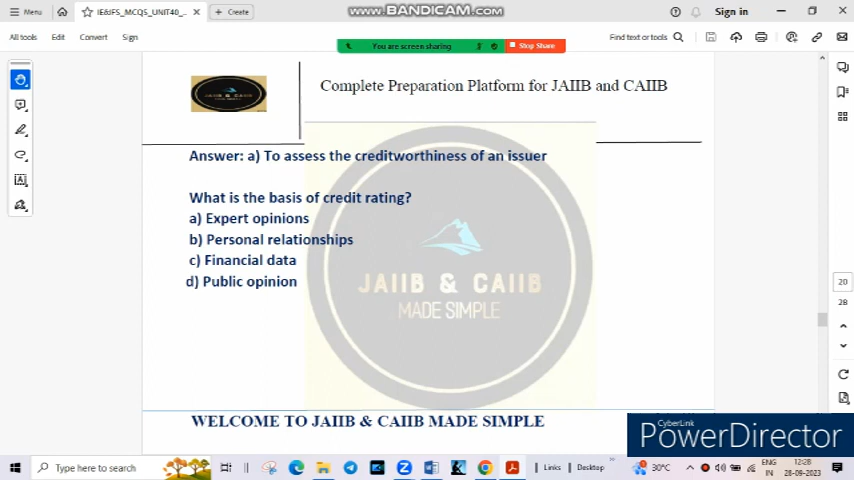 www.BANDICAM.com
Menu
IE&IFS_MCQS_UNIT40_...
Create
Sign in
All tools
Edit
Convert
Sign
You are screen sharing
Stop Share
Find text or tools
JAIIB & CAIIB
Complete Preparation Platform for JAIIB and CAIIB
Answer: a) To assess the creditworthiness of an issuer
What is the basis of credit rating?
a) Expert opinions
b) Personal relationships
c) Financial data
d) Public opinion
JAIIB & CAIIB
MADE SIMPLE
20
28
WELCOME TO JAIIB & CAIIB MADE SIMPLE
CyberLink
PowerDirector
Type here to search
Links
Desktop
30°C
ENG
IN
12:28
28-09-2023